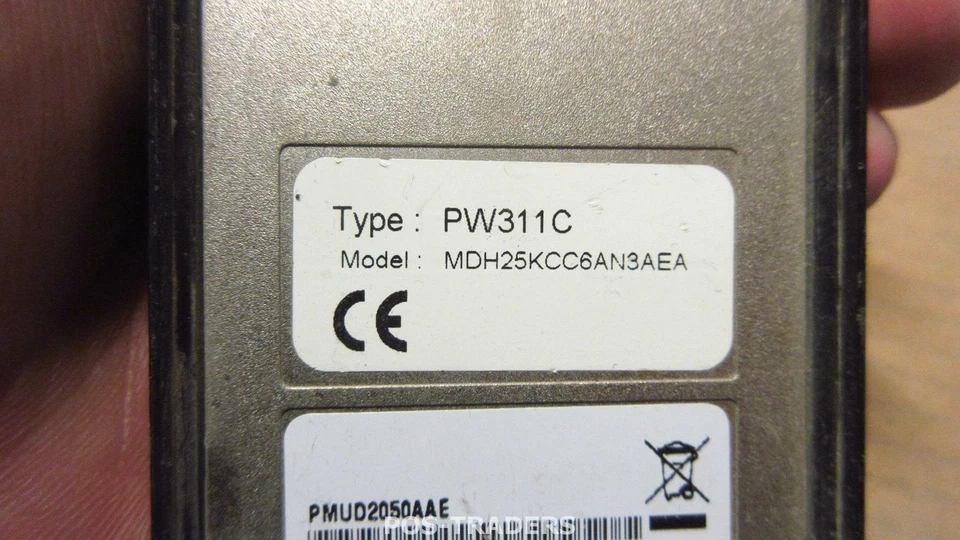 Type : PW311C
Model : MDH25KCC6AN3AEA
CE
PMUD2050AAE
POS-TRADERS